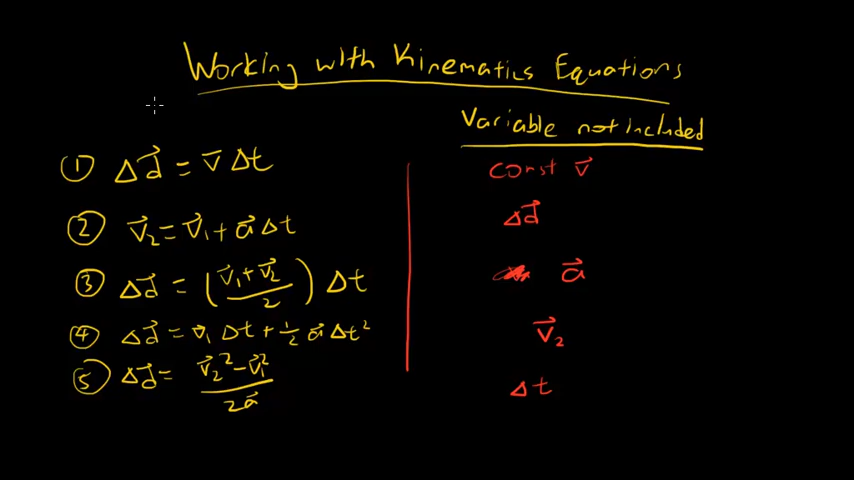 Working with Kinematics Equations
Variable not included
① Δd⃗ = v⃗ Δt const v⃗
② v⃗₂ = v⃗₁ + a⃗ Δt Δd⃗
③ Δd⃗ = (v⃗₁ + v⃗₂ / 2) Δt a⃗
④ Δd⃗ = v⃗₁ Δt + ½ a⃗ Δt² v⃗₂
⑤ Δd⃗ = v⃗₂² − v⃗₁² / 2a⃗ Δt